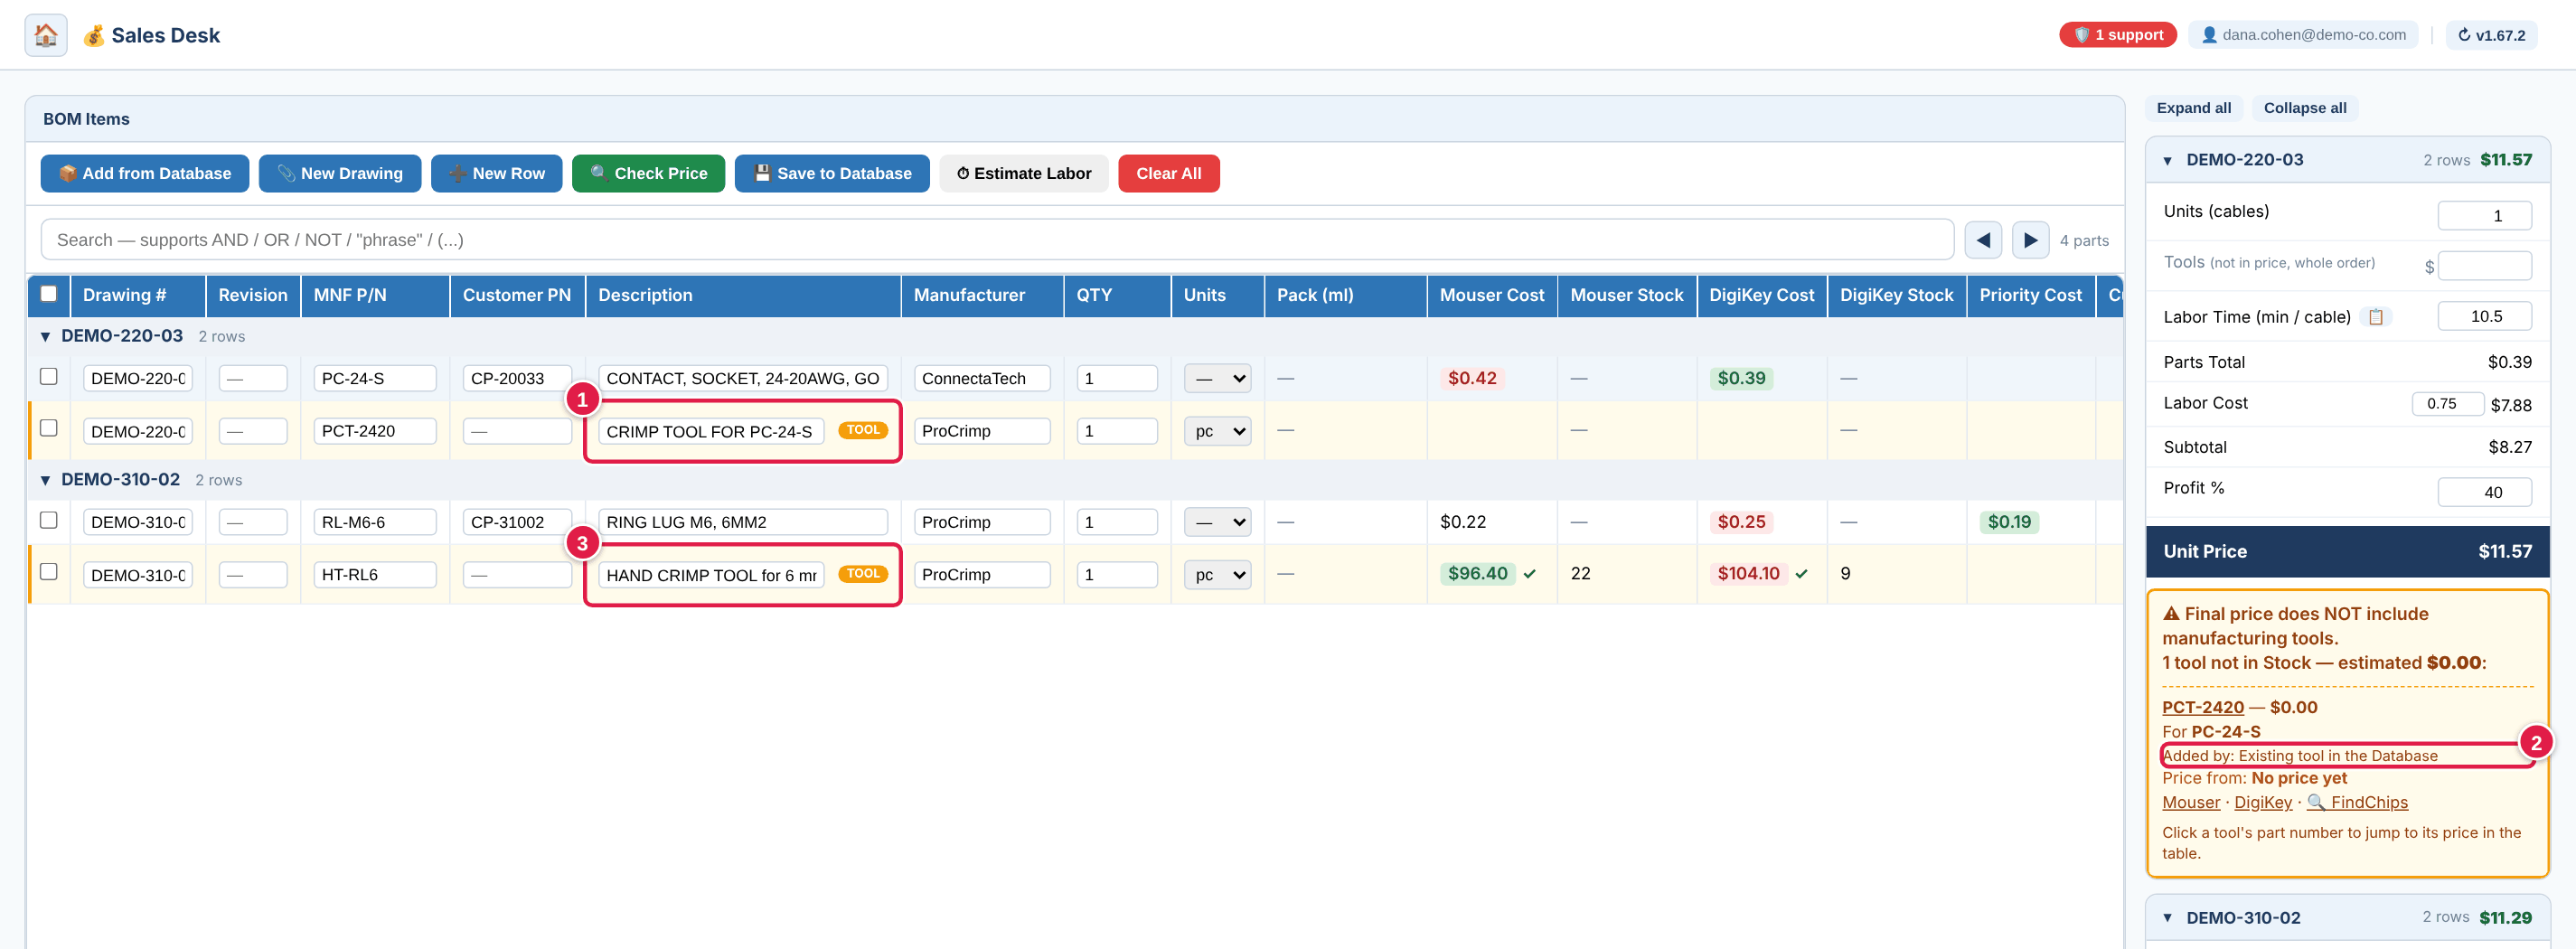 Sales Desk
1 support
dana.cohen@demo-co.com
v1.67.2
BOM Items
Add from Database
New Drawing
New Row
Check Price
Save to Database
Estimate Labor
Clear All
Search — supports AND / OR / NOT / "phrase" / (...)
4 parts
Drawing # Revision MNF P/N Customer PN Description Manufacturer QTY Units Pack (ml) Mouser Cost Mouser Stock DigiKey Cost DigiKey Stock Priority Cost
DEMO-220-03 2 rows
DEMO-220-0 — PC-24-S CP-20033 CONTACT, SOCKET, 24-20AWG, GO ConnectaTech 1 — — $0.42 — $0.39 —
1
DEMO-220-0 — PCT-2420 — CRIMP TOOL FOR PC-24-S TOOL ProCrimp 1 pc — — —
DEMO-310-02 2 rows
DEMO-310-0 — RL-M6-6 CP-31002 RING LUG M6, 6MM2 ProCrimp 1 — — $0.22 — $0.25 — $0.19
3
DEMO-310-0 — HT-RL6 — HAND CRIMP TOOL for 6 mr TOOL ProCrimp 1 pc — $96.40 ✓ 22 $104.10 ✓ 9
Expand all Collapse all
DEMO-220-03 2 rows $11.57
Units (cables) 1
Tools (not in price, whole order) $
Labor Time (min / cable) 10.5
Parts Total $0.39
Labor Cost 0.75 $7.88
Subtotal $8.27
Profit % 40
Unit Price $11.57
⚠ Final price does NOT include
manufacturing tools.
1 tool not in Stock — estimated $0.00:
PCT-2420 — $0.00
For PC-24-S
2
Added by: Existing tool in the Database
Price from: No price yet
Mouser · DigiKey · FindChips
Click a tool's part number to jump to its price in the
table.
DEMO-310-02 2 rows $11.29